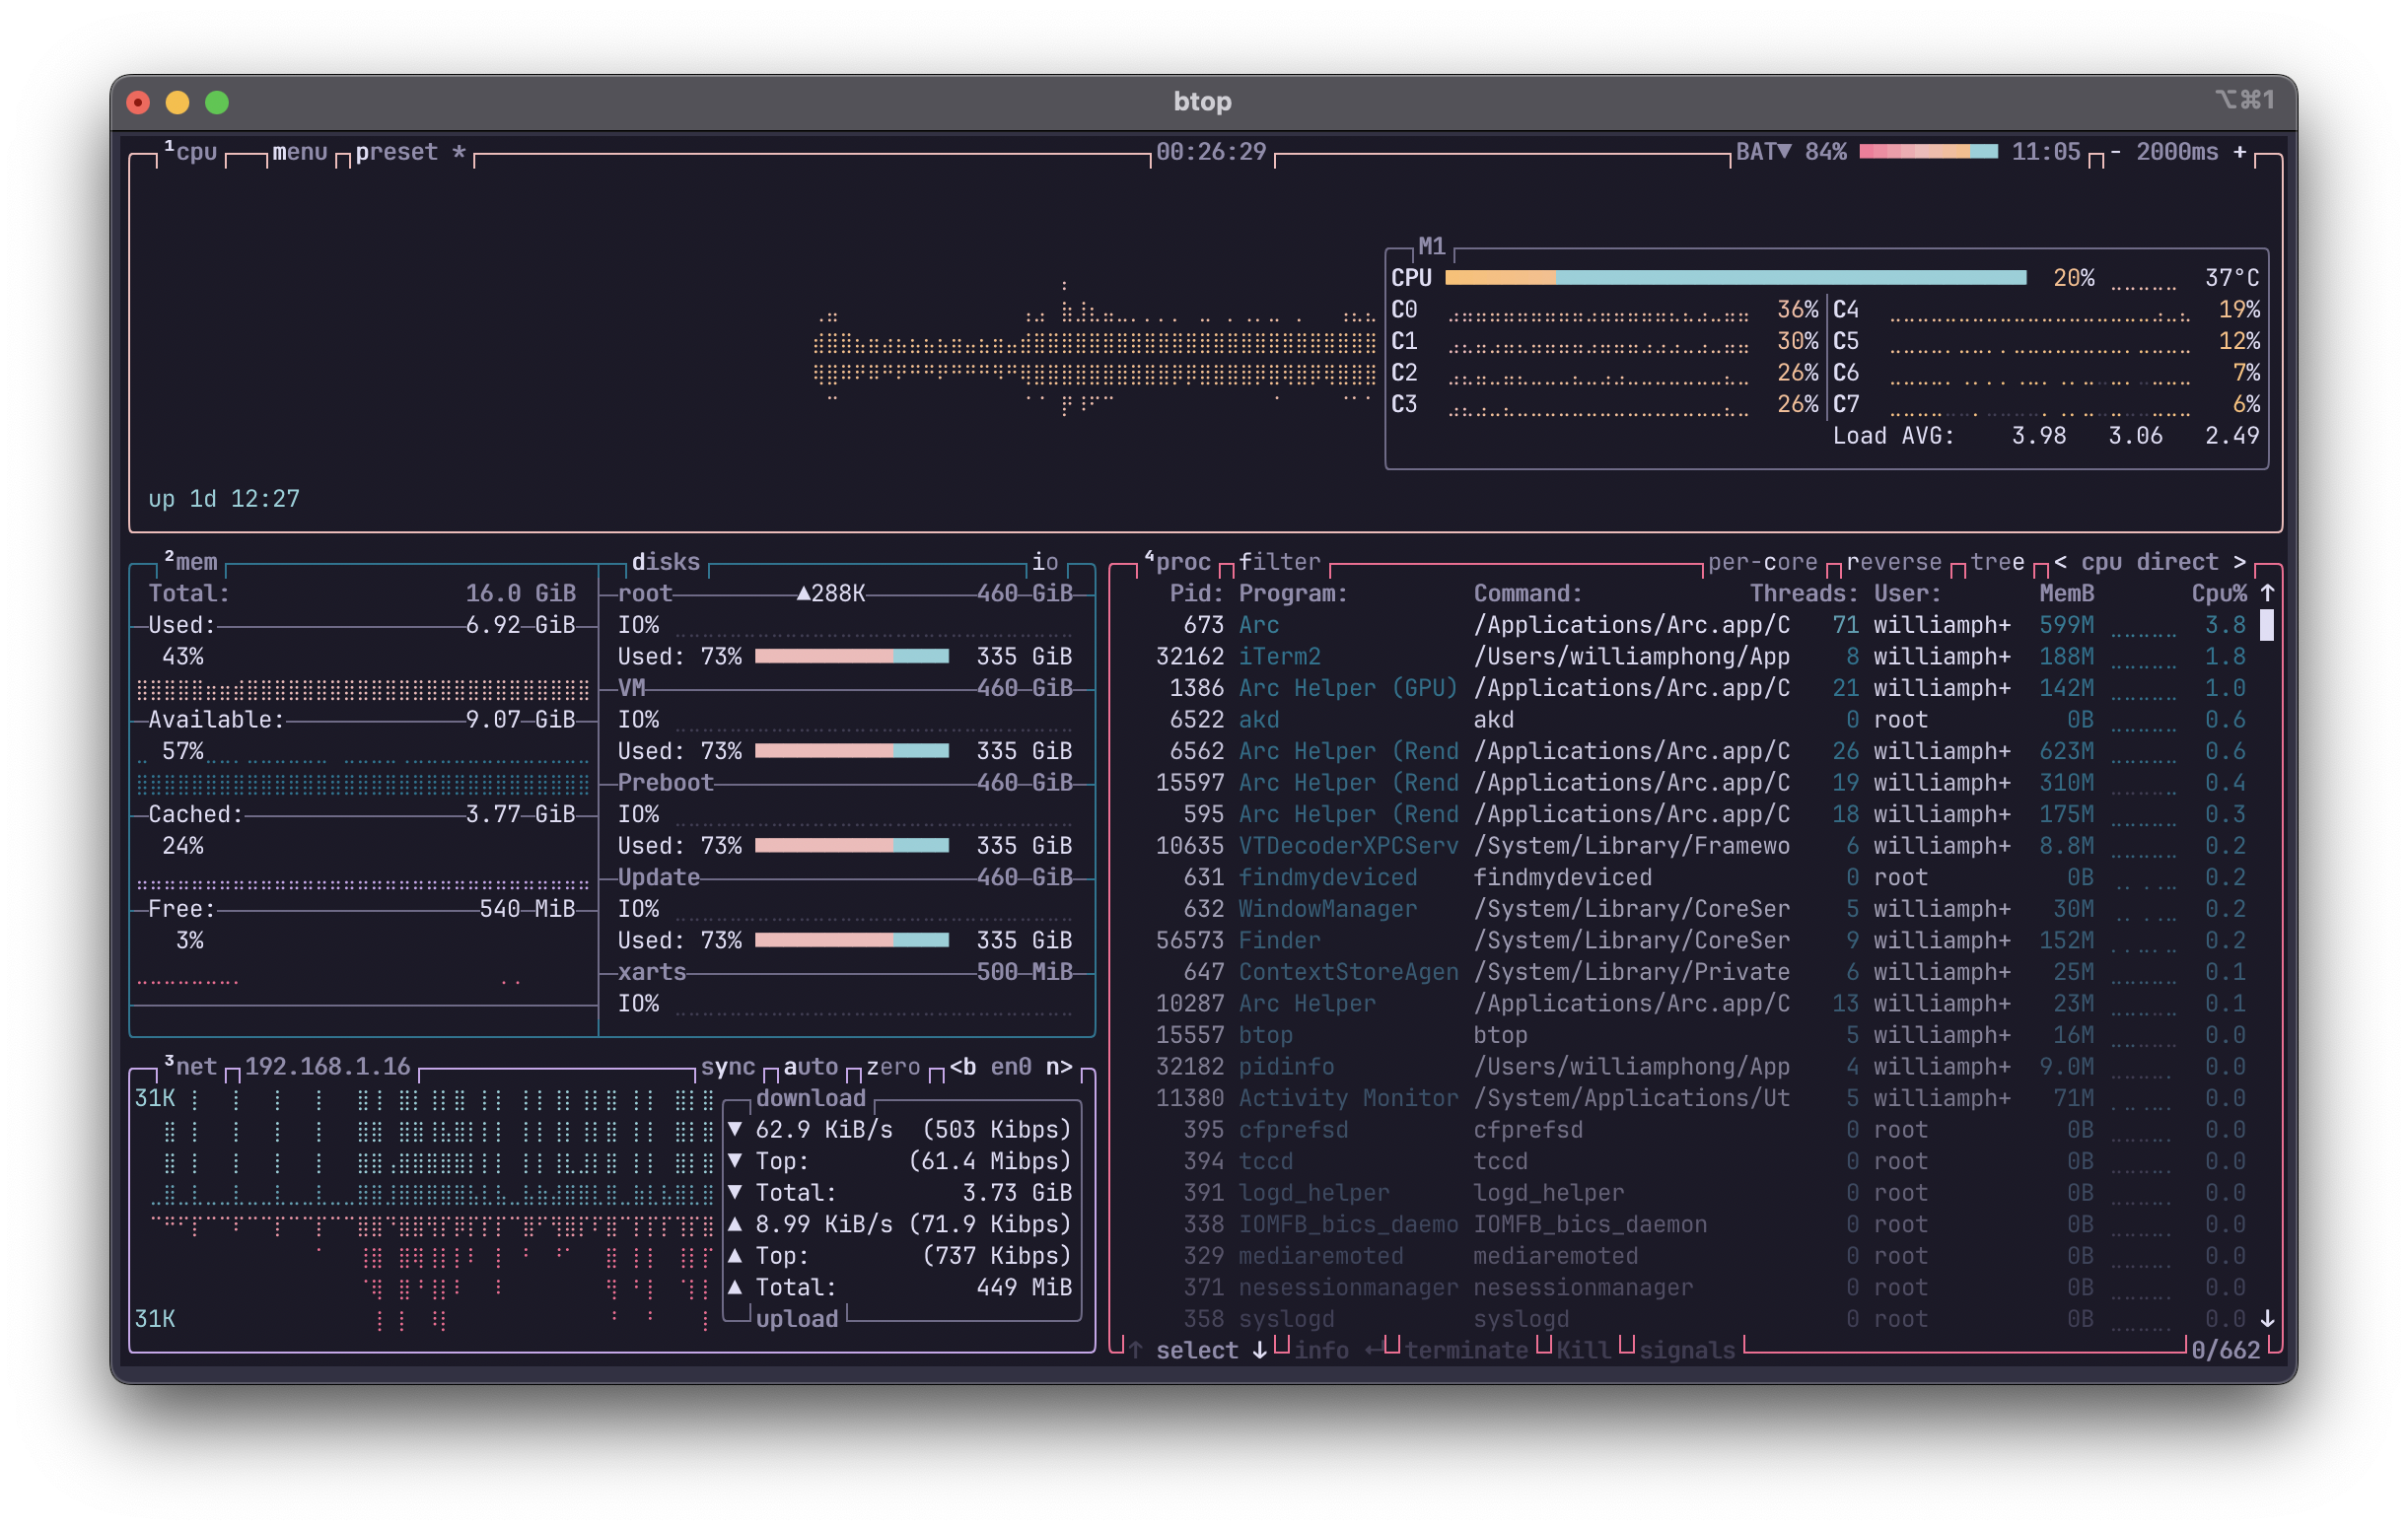 btop ⌥⌘1
¹cpu menu preset * 00:26:29 BAT▼ 84% 11:05 - 2000ms +
M1
CPU 20% 37°C
C0 36% C4 19%
C1 30% C5 12%
C2 26% C6 7%
C3 26% C7 6%
Load AVG: 3.98 3.06 2.49
up 1d 12:27
²mem
Total: 16.0 GiB
Used: 6.92 GiB
43%
Available: 9.07 GiB
57%
Cached: 3.77 GiB
24%
Free: 540 MiB
3%
disks io
root ▲288K 460 GiB
IO%
Used: 73% 335 GiB
VM 460 GiB
IO%
Used: 73% 335 GiB
Preboot 460 GiB
IO%
Used: 73% 335 GiB
Update 460 GiB
IO%
Used: 73% 335 GiB
xarts 500 MiB
IO%
³net 192.168.1.16 sync auto zero <b en0 n>
31K
download
▼ 62.9 KiB/s (503 Kibps)
▼ Top: (61.4 Mibps)
▼ Total: 3.73 GiB
▲ 8.99 KiB/s (71.9 Kibps)
▲ Top: (737 Kibps)
▲ Total: 449 MiB
upload
31K
⁴proc filter per-core reverse tree < cpu direct >
Pid: Program: Command: Threads: User: MemB Cpu% ↑
673 Arc /Applications/Arc.app/C 71 williamph+ 599M 3.8
32162 iTerm2 /Users/williamphong/App 8 williamph+ 188M 1.8
1386 Arc Helper (GPU) /Applications/Arc.app/C 21 williamph+ 142M 1.0
6522 akd akd 0 root 0B 0.6
6562 Arc Helper (Rend /Applications/Arc.app/C 26 williamph+ 623M 0.6
15597 Arc Helper (Rend /Applications/Arc.app/C 19 williamph+ 310M 0.4
595 Arc Helper (Rend /Applications/Arc.app/C 18 williamph+ 175M 0.3
10635 VTDecoderXPCServ /System/Library/Framewo 6 williamph+ 8.8M 0.2
631 findmydeviced findmydeviced 0 root 0B 0.2
632 WindowManager /System/Library/CoreSer 5 williamph+ 30M 0.2
56573 Finder /System/Library/CoreSer 9 williamph+ 152M 0.2
647 ContextStoreAgen /System/Library/Private 6 williamph+ 25M 0.1
10287 Arc Helper /Applications/Arc.app/C 13 williamph+ 23M 0.1
15557 btop btop 5 williamph+ 16M 0.0
32182 pidinfo /Users/williamphong/App 4 williamph+ 9.0M 0.0
11380 Activity Monitor /System/Applications/Ut 5 williamph+ 71M 0.0
395 cfprefsd cfprefsd 0 root 0B 0.0
394 tccd tccd 0 root 0B 0.0
391 logd_helper logd_helper 0 root 0B 0.0
338 IOMFB_bics_daemo IOMFB_bics_daemon 0 root 0B 0.0
329 mediaremoted mediaremoted 0 root 0B 0.0
371 nesessionmanager nesessionmanager 0 root 0B 0.0
358 syslogd syslogd 0 root 0B 0.0 ↓
↑ select ↓ info ↵ terminate Kill signals 0/662